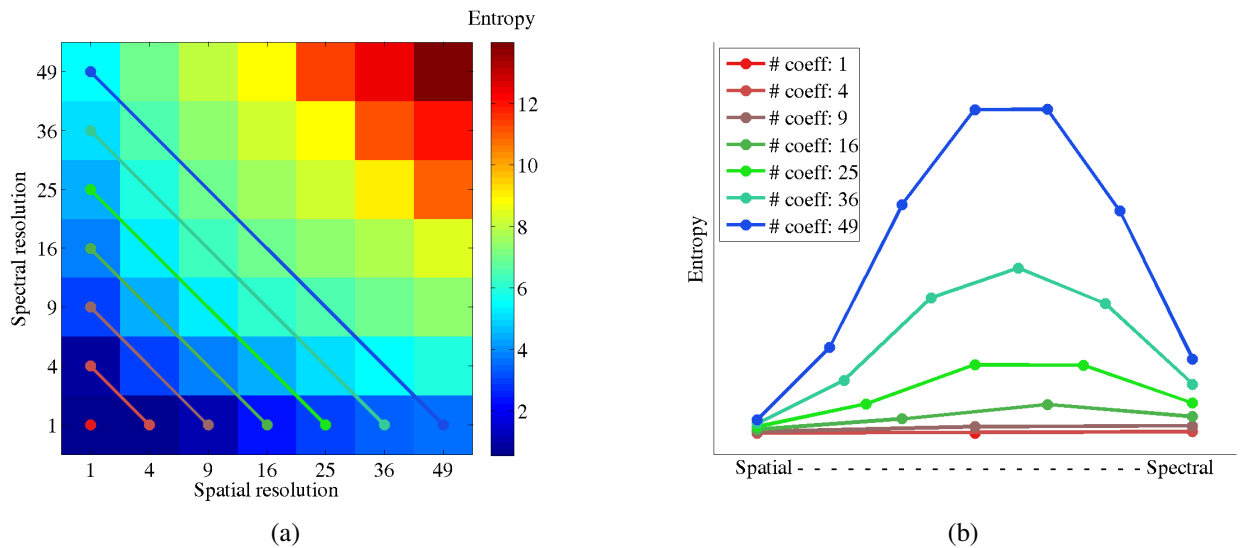 Entropy
49
36
25
16
9
4
1
Spectral resolution
1 4 9 16 25 36 49
Spatial resolution
12
10
8
6
4
2
(a)
# coeff: 1
# coeff: 4
# coeff: 9
# coeff: 16
# coeff: 25
# coeff: 36
# coeff: 49
Entropy
Spatial - - - - - - - - - - - - - - - - - - - - - - Spectral
(b)